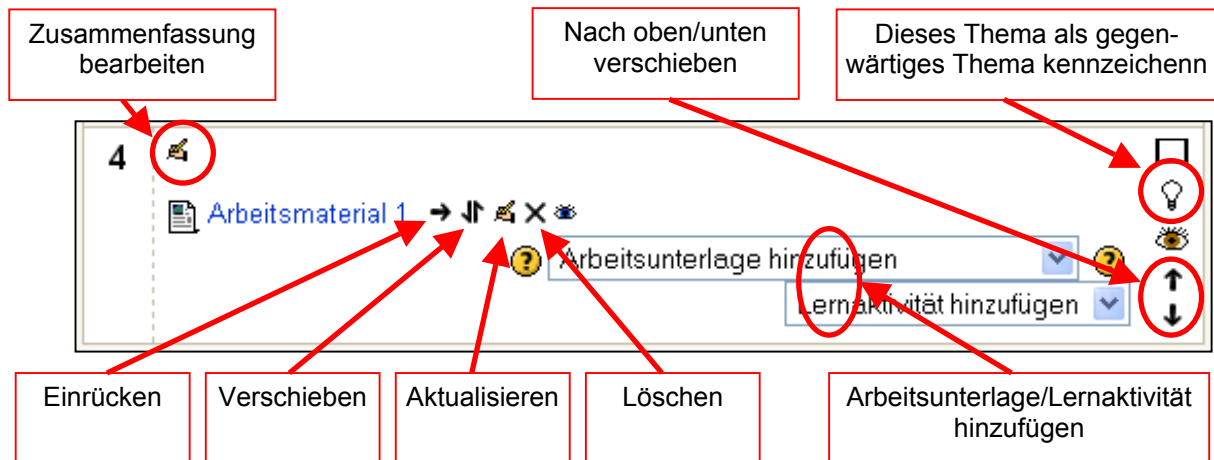 Zusammenfassung
bearbeiten
Nach oben/unten
verschieben
Dieses Thema als gegen-
wärtiges Thema kennzeichenn
4
Arbeitsmaterial 1
? Arbeitsunterlage hinzufügen ?
Lernaktivität hinzufügen
Einrücken
Verschieben
Aktualisieren
Löschen
Arbeitsunterlage/Lernaktivität
hinzufügen